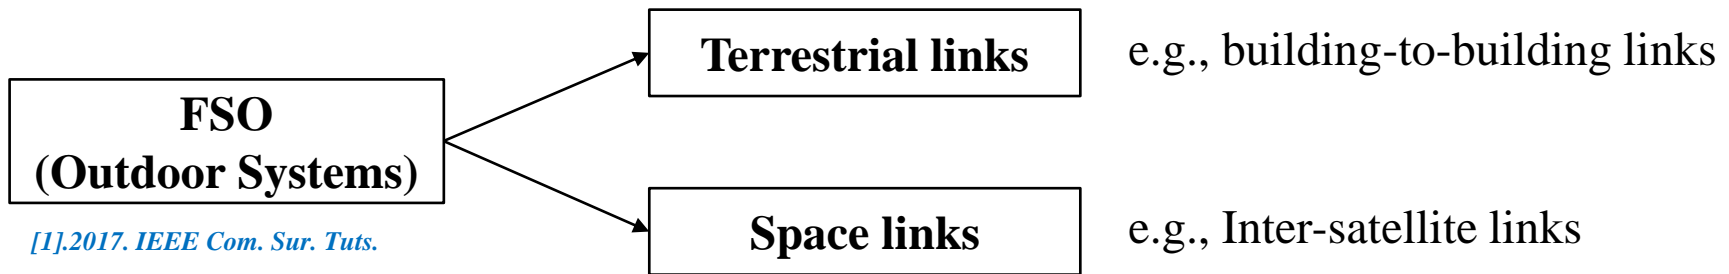 FSO
(Outdoor Systems)
[1].2017. IEEE Com. Sur. Tuts.
Terrestrial links
e.g., building-to-building links
Space links
e.g., Inter-satellite links